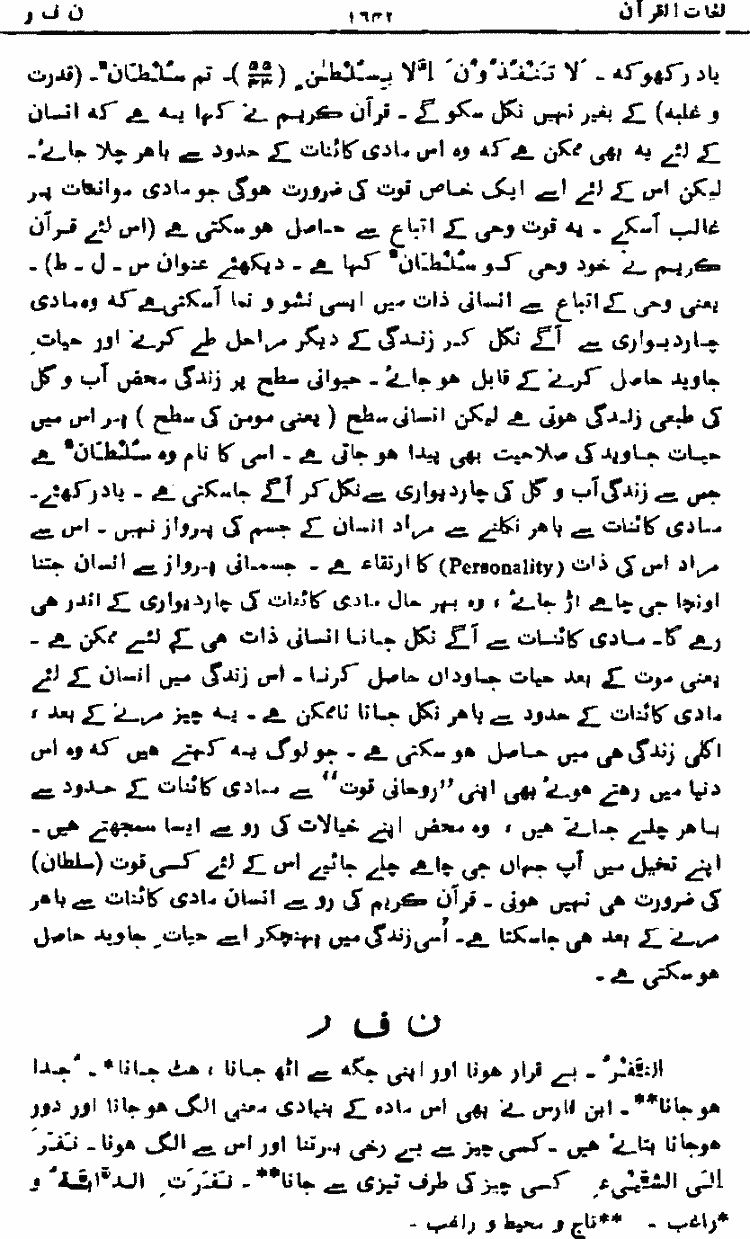 لغات القرآن ۱۶۴۲ ن ف ر
یاد رکھو کہ ۔ لَا تَنْفُذُوْنَ اِلَّا بِسُلْطٰنٍ (۵۵/۳۳)۔ تم سُلْطَانٌ۔ (قدرت
و غلبہ) کے بغیر نہیں نکل سکو گے ۔ قرآن کریم نے کہا یہ ہے کہ انسان
کے لئے یہ بھی ممکن ہے کہ وہ اس مادی کائنات کے حدود سے باہر چلا جائے۔
لیکن اس کے لئے اسے ایک خاص قوت کی ضرورت ہوگی جو مادی موانعات پر
غالب آسکے ۔ یہ قوت وحی کے اتباع سے حاصل ہو سکتی ہے (اس لئے قرآن
کریم نے خود وحی کو سُلْطَانٌ کہا ہے ۔ دیکھئے عنوان س ۔ ل ۔ ط) ۔
یعنی وحی کے اتباع سے انسانی ذات میں ایسی نشو و نما آسکتی ہے کہ وہ مادی
چاردیواری سے آگے نکل کر زندگی کے دیگر مراحل طے کرنے اور حیاتِ
جاوید حاصل کرنے کے قابل ہو جائے ۔ حیوانی سطح پر زندگی محض آب و گل
کی طبعی زندگی ہوتی ہے لیکن انسانی سطح ( یعنی مومن کی سطح ) پر اس میں
حیات جاوید کی صلاحیت بھی پیدا ہو جاتی ہے ۔ اسی کا نام وہ سُلْطَانٌ ہے
جس سے زندگی آب و گل کی چاردیواری سے نکل کر آگے جاسکتی ہے ۔ یاد رکھئے۔
مادی کائنات سے باہر نکلنے سے مراد انسان کے جسم کی پرواز نہیں ۔ اس سے
مراد اس کی ذات (Personality) کا ارتقاء ہے ۔ جسمانی پرواز سے انسان جتنا
اونچا جی چاہے اڑ جائے ، وہ بہر حال مادی کائنات کی چاردیواری کے اندر ہی
رہے گا۔ مادی کائنات سے آگے نکل جانا انسانی ذات ہی کے لئے ممکن ہے ۔
یعنی موت کے بعد حیات جاوداں حاصل کرنا ۔ اس زندگی میں انسان کے لئے
مادی کائنات کے حدود سے باہر نکل جانا ناممکن ہے ۔ یہ چیز مرنے کے بعد ،
اگلی زندگی ہی میں حاصل ہو سکتی ہے ۔ جو لوگ یہ کہتے ہیں کہ وہ اس
دنیا میں رہتے ہوئے بھی اپنی ”روحانی قوت“ سے مادی کائنات کے حدود سے
باہر چلے جاتے ہیں ، وہ محض اپنے خیالات کی رو سے ایسا سمجھتے ہیں ۔
اپنے تخیل میں آپ جہاں جی چاہے چلے جائیے اس کے لئے کسی قوت (سلطان)
کی ضرورت ہی نہیں ہوتی ۔ قرآن کریم کی رو سے انسان مادی کائنات سے باہر
مرنے کے بعد ہی جاسکتا ہے۔ اُسی زندگی میں پہنچکر اسے حیاتِ جاوید حاصل
ہو سکتی ہے ۔
ن ف ر
اَلنَّفْرُ ۔ بے قرار ہونا اور اپنی جگہ سے اٹھ جانا ، ہٹ جانا* ۔ جُدا
ہو جانا** ۔ ابن فارس نے بھی اس مادہ کے بنیادی معنی الگ ہو جانا اور دور
ہوجانا بتائے ہیں ۔ کسی چیز سے بے رخی برتنا اور اس سے الگ ہونا ۔ نَفَرَ
اِلَی الشَّیْءِ کسی چیز کی طرف تیزی سے جانا** ۔ نَفَرَتِ الدَّابَّةُ و
*راغب ۔ **تاج و محیط و راغب ۔